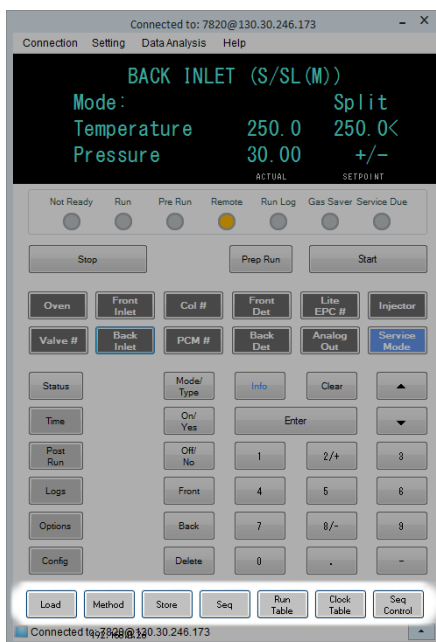 Connected to: 7820@130.30.246.173 - ×
Connection Setting Data Analysis Help
BACK INLET (S/SL(M))
Mode: Split
Temperature 250.0 250.0<
Pressure 30.00 +/-
ACTUAL SETPOINT
Not Ready Run Pre Run Remote Run Log Gas Saver Service Due
Stop Prep Run Start
Oven Front Inlet Col # Front Det Lite EPC # Injector
Valve # Back Inlet PCM # Back Det Analog Out Service Mode
Status Mode/ Type Info Clear
Time On/ Yes Enter
Post Run Off/ No 1 2/+ 3
Logs Front 4 5 6
Options Back 7 8/- 9
Config Delete 0 . -
Load Method Store Seq Run Table Clock Table Seq Control
Connected to: 7820@130.30.246.173